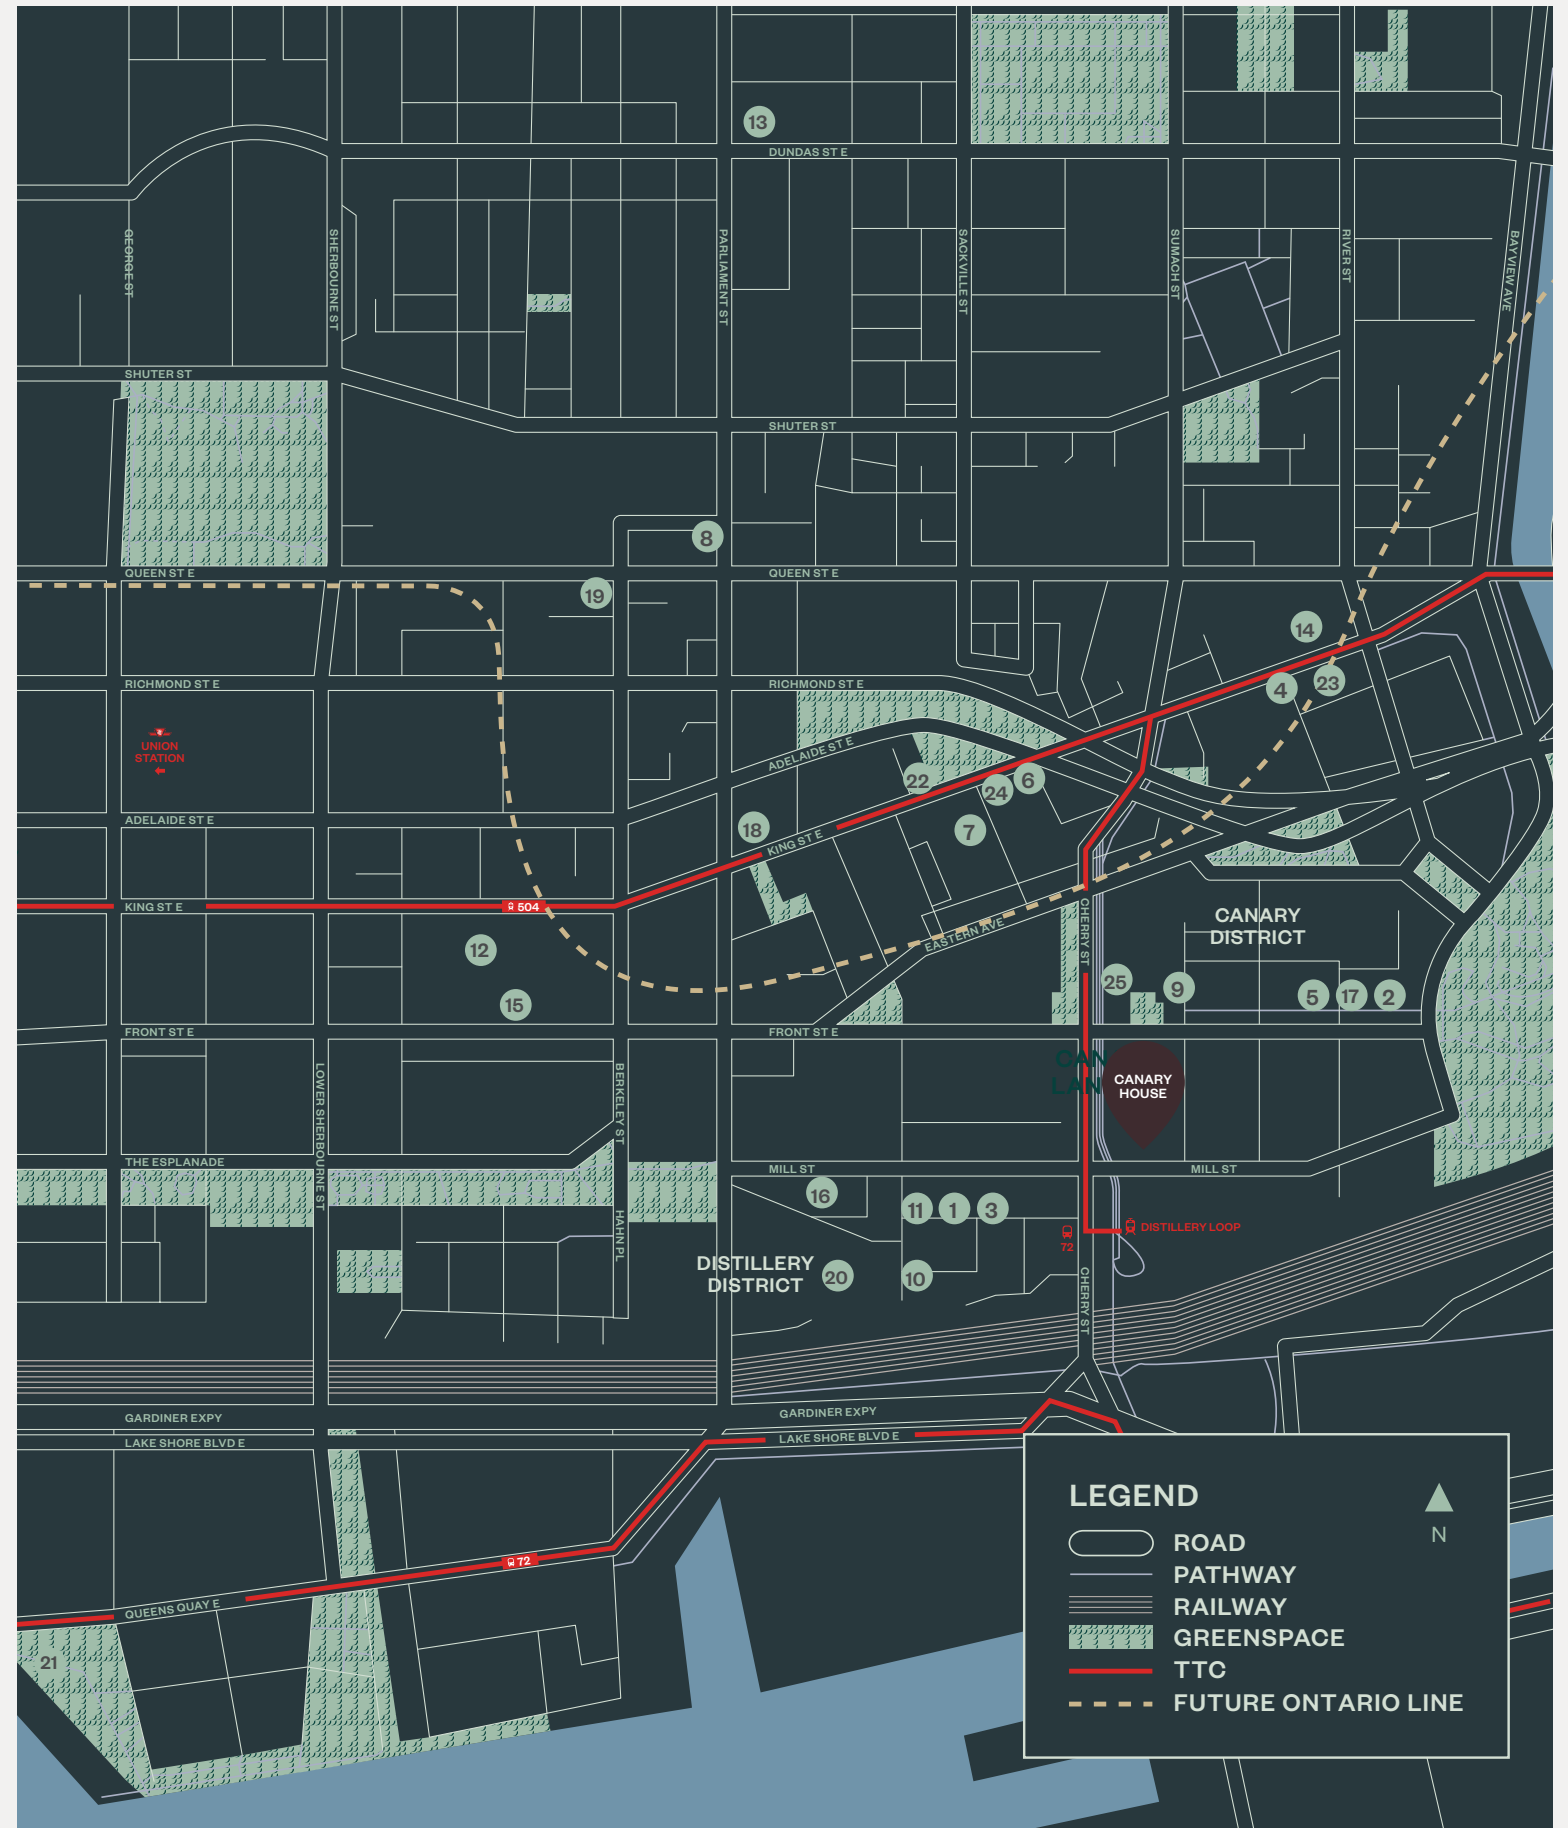 13
DUNDAS ST E
GEORGE ST
SHERBOURNE ST
PARLIAMENT ST
SACKVILLE ST
SUMACH ST
RIVER ST
BAYVIEW AVE
SHUTER ST
SHUTER ST
8
QUEEN ST E
QUEEN ST E
19
14
RICHMOND ST E
RICHMOND ST E
4
23
UNION
STATION
ADELAIDE ST E
22
24
6
ADELAIDE ST E
18
KING ST E
7
KING ST E
504
CHERRY ST
CANARY
DISTRICT
EASTERN AVE
12
25
9
5
17
2
15
FRONT ST E
FRONT ST E
CAN
LAN
CANARY
HOUSE
LOWER SHERBOURNE ST
BERKELEY ST
THE ESPLANADE
MILL ST
MILL ST
16
11
1
3
HAHN PL
72
DISTILLERY LOOP
DISTILLERY
DISTRICT
20
10
CHERRY ST
GARDINER EXPY
GARDINER EXPY
LAKE SHORE BLVD E
LAKE SHORE BLVD E
72
QUEENS QUAY E
21
LEGEND
N
ROAD
PATHWAY
RAILWAY
GREENSPACE
TTC
FUTURE ONTARIO LINE